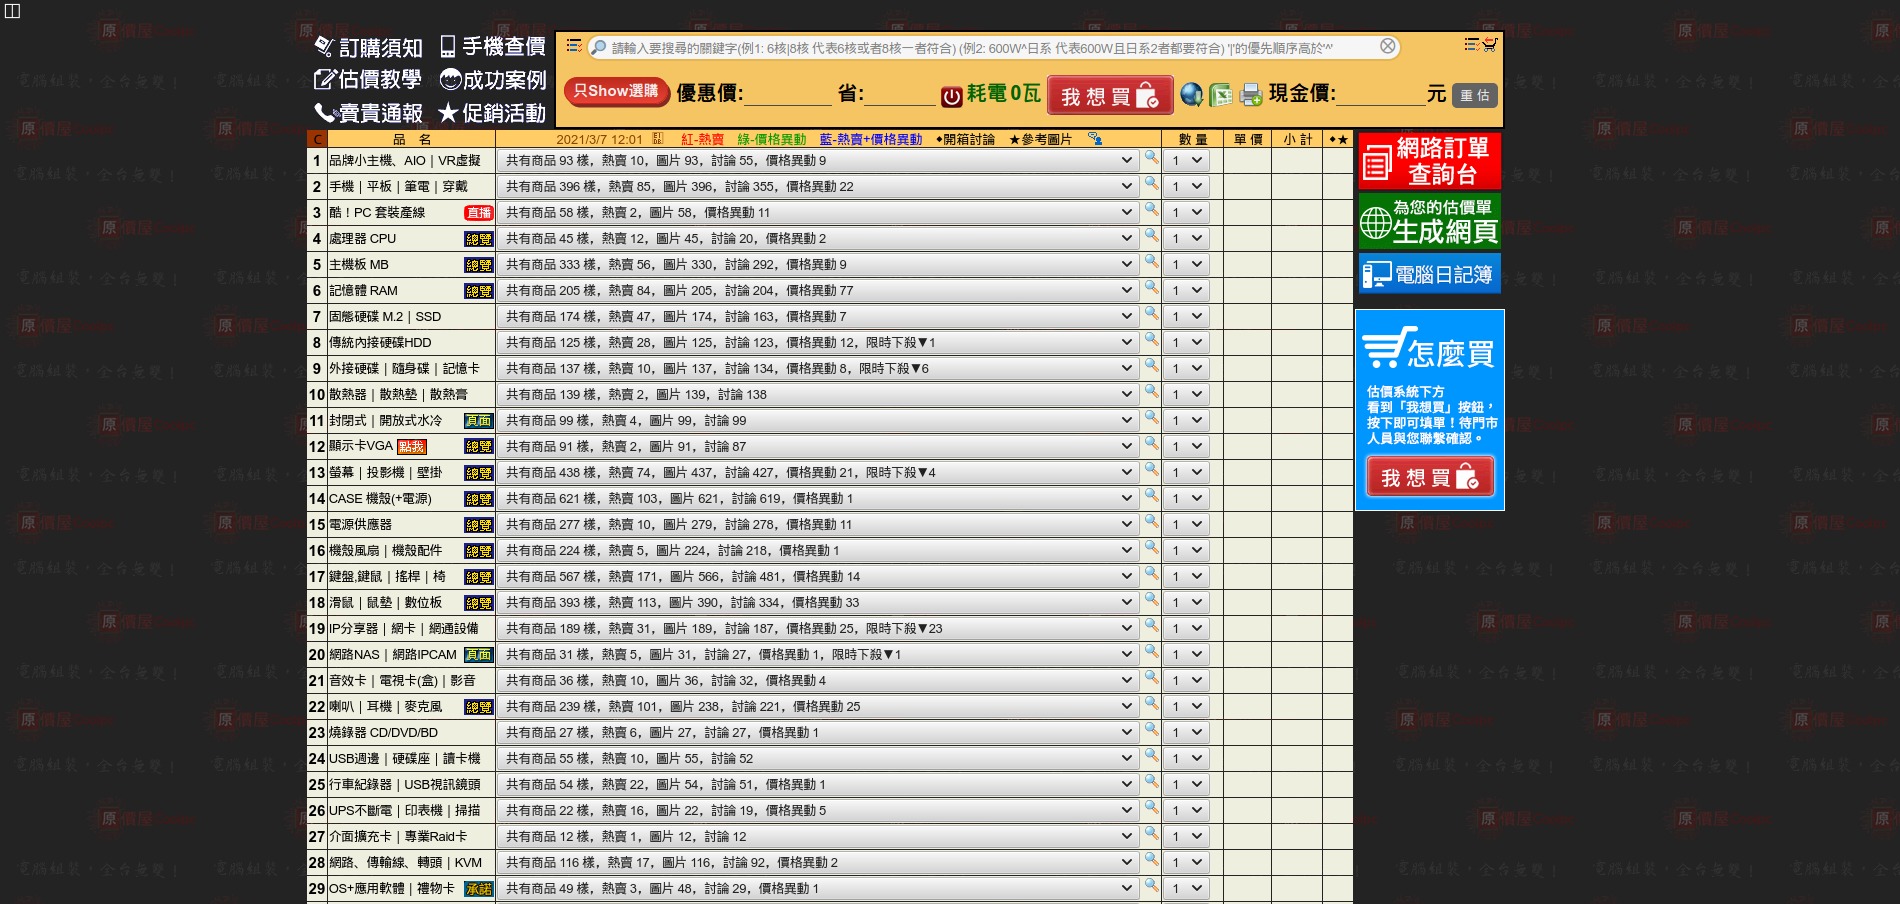 訂購須知 手機查價
估價教學 成功案例
賣貴通報 ★促銷活動
請輸入要搜尋的關鍵字(例1: 6核|8核 代表6核或者8核一者符合) (例2: 600W^日系 代表600W且日系2者都要符合) '|'的優先順序高於'^'
只Show選購 優惠價: 省: 耗電 0瓦 我想買 現金價: 元 重 估
C 品 名 2021/3/7 12:01 紅-熱賣 綠-價格異動 藍-熱賣+價格異動 ◆開箱討論 ★參考圖片 數 量 單 價 小 計 ◆★
1 品牌小主機、AIO｜VR虛擬 共有商品 93 樣，熱賣 10，圖片 93，討論 55，價格異動 9 1
2 手機｜平板｜筆電｜穿戴 共有商品 396 樣，熱賣 85，圖片 396，討論 355，價格異動 22 1
3 酷！PC 套裝產線 直播 共有商品 58 樣，熱賣 2，圖片 58，價格異動 11 1
4 處理器 CPU 總覽 共有商品 45 樣，熱賣 12，圖片 45，討論 20，價格異動 2 1
5 主機板 MB 總覽 共有商品 333 樣，熱賣 56，圖片 330，討論 292，價格異動 9 1
6 記憶體 RAM 總覽 共有商品 205 樣，熱賣 84，圖片 205，討論 204，價格異動 77 1
7 固態硬碟 M.2｜SSD 共有商品 174 樣，熱賣 47，圖片 174，討論 163，價格異動 7 1
8 傳統內接硬碟HDD 共有商品 125 樣，熱賣 28，圖片 125，討論 123，價格異動 12，限時下殺▼1 1
9 外接硬碟｜隨身碟｜記憶卡 共有商品 137 樣，熱賣 10，圖片 137，討論 134，價格異動 8，限時下殺▼6 1
10 散熱器｜散熱墊｜散熱膏 共有商品 139 樣，熱賣 2，圖片 139，討論 138 1
11 封閉式｜開放式水冷 頁面 共有商品 99 樣，熱賣 4，圖片 99，討論 99 1
12 顯示卡VGA 點我 總覽 共有商品 91 樣，熱賣 2，圖片 91，討論 87 1
13 螢幕｜投影機｜壁掛 總覽 共有商品 438 樣，熱賣 74，圖片 437，討論 427，價格異動 21，限時下殺▼4 1
14 CASE 機殼(+電源) 總覽 共有商品 621 樣，熱賣 103，圖片 621，討論 619，價格異動 1 1
15 電源供應器 總覽 共有商品 277 樣，熱賣 10，圖片 279，討論 278，價格異動 11 1
16 機殼風扇｜機殼配件 總覽 共有商品 224 樣，熱賣 5，圖片 224，討論 218，價格異動 1 1
17 鍵盤,鍵鼠｜搖桿｜椅 總覽 共有商品 567 樣，熱賣 171，圖片 566，討論 481，價格異動 14 1
18 滑鼠｜鼠墊｜數位板 總覽 共有商品 393 樣，熱賣 113，圖片 390，討論 334，價格異動 33 1
19 IP分享器｜網卡｜網通設備 共有商品 189 樣，熱賣 31，圖片 189，討論 187，價格異動 25，限時下殺▼23 1
20 網路NAS｜網路IPCAM 頁面 共有商品 31 樣，熱賣 5，圖片 31，討論 27，價格異動 1，限時下殺▼1 1
21 音效卡｜電視卡(盒)｜影音 共有商品 36 樣，熱賣 10，圖片 36，討論 32，價格異動 4 1
22 喇叭｜耳機｜麥克風 總覽 共有商品 239 樣，熱賣 101，圖片 238，討論 221，價格異動 25 1
23 燒錄器 CD/DVD/BD 共有商品 27 樣，熱賣 6，圖片 27，討論 27，價格異動 1 1
24 USB週邊｜硬碟座｜讀卡機 共有商品 55 樣，熱賣 10，圖片 55，討論 52 1
25 行車紀錄器｜USB視訊鏡頭 共有商品 54 樣，熱賣 22，圖片 54，討論 51，價格異動 1 1
26 UPS不斷電｜印表機｜掃描 共有商品 22 樣，熱賣 16，圖片 22，討論 19，價格異動 5 1
27 介面擴充卡｜專業Raid卡 共有商品 12 樣，熱賣 1，圖片 12，討論 12 1
28 網路、傳輸線、轉頭｜KVM 共有商品 116 樣，熱賣 17，圖片 116，討論 92，價格異動 2 1
29 OS+應用軟體｜禮物卡 承諾 共有商品 49 樣，熱賣 3，圖片 48，討論 29，價格異動 1 1
網路訂單
查詢台
為您的估價單
生成網頁
電腦日記簿
怎麼買
估價系統下方
看到「我想買」按鈕，
按下即可填單！待門市
人員與您聯繫確認。
我想買
原價屋
電腦組裝，全台無雙！